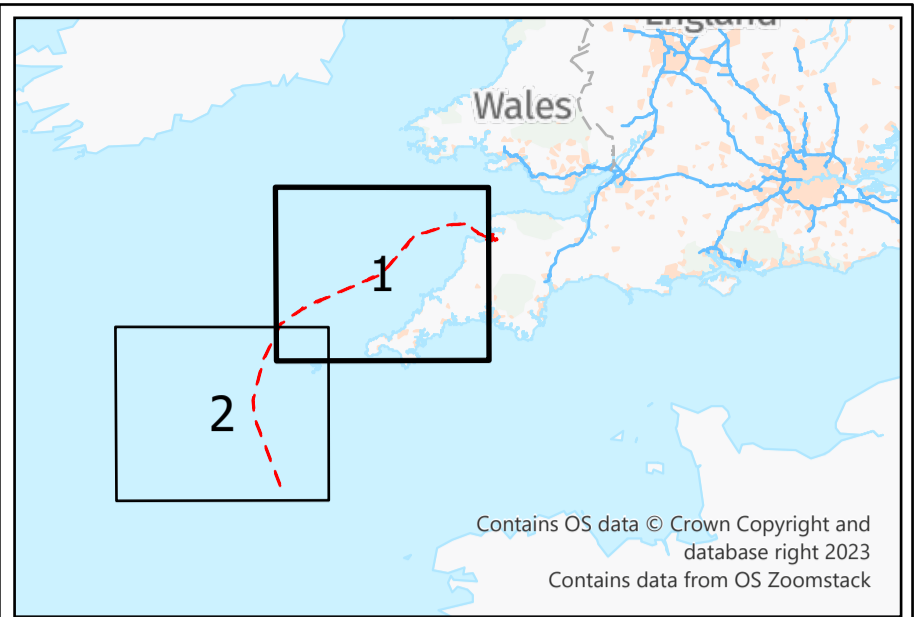 England
Wales
1
2
Contains OS data © Crown Copyright and
database right 2023
Contains data from OS Zoomstack